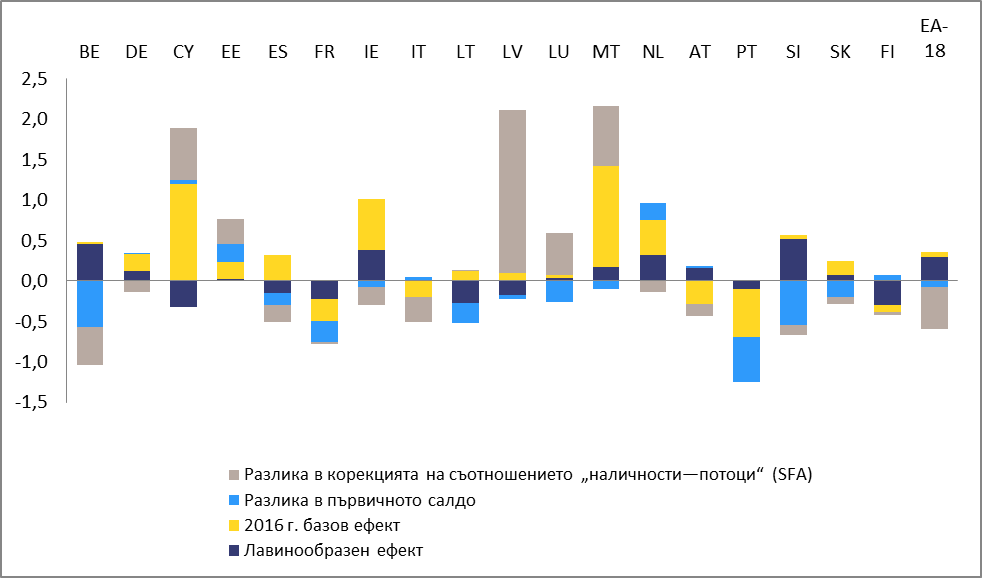 BE DE CY EE ES FR IE IT LT LV LU MT NL AT PT SI SK FI EA-18
2,5
2,0
1,5
1,0
0,5
0,0
-0,5
-1,0
-1,5
Разлика в корекцията на съотношението „наличности—потоци“ (SFA)
Разлика в първичното салдо
2016 г. базов ефект
Лавинообразен ефект